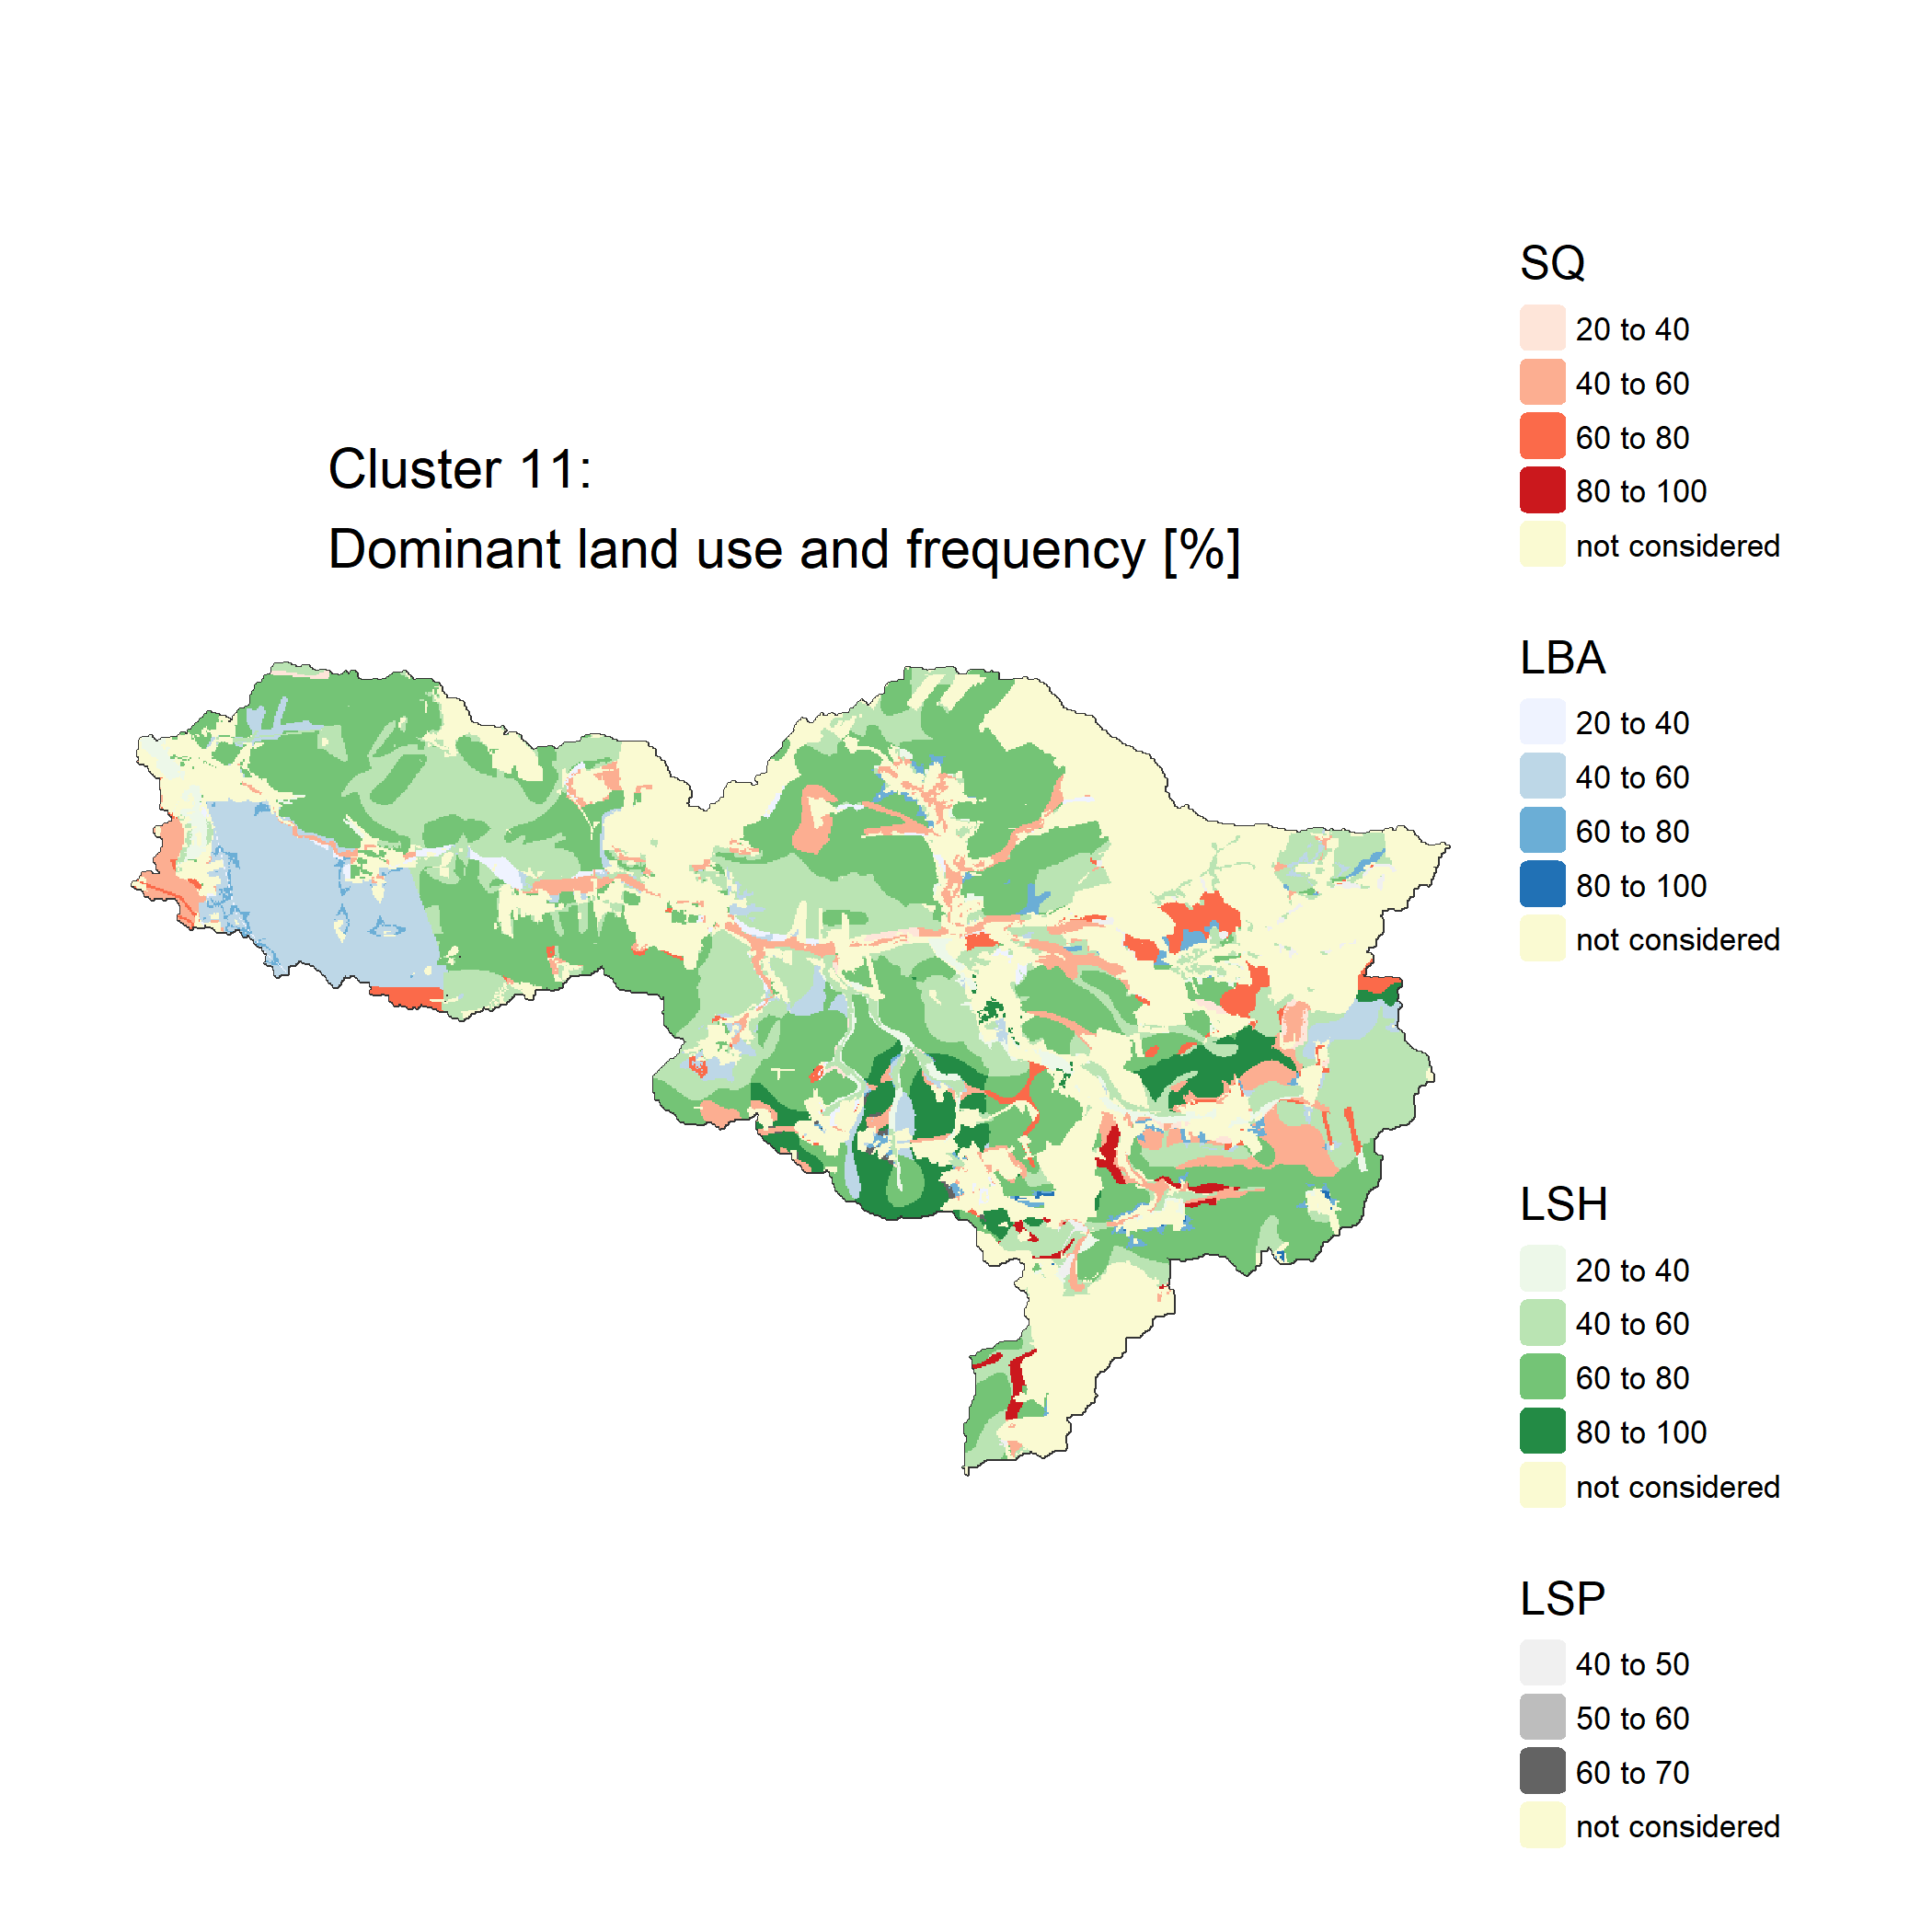 Cluster 11:
Dominant land use and frequency [%]
SQ
20 to 40
40 to 60
60 to 80
80 to 100
not considered
LBA
20 to 40
40 to 60
60 to 80
80 to 100
not considered
LSH
20 to 40
40 to 60
60 to 80
80 to 100
not considered
LSP
40 to 50
50 to 60
60 to 70
not considered